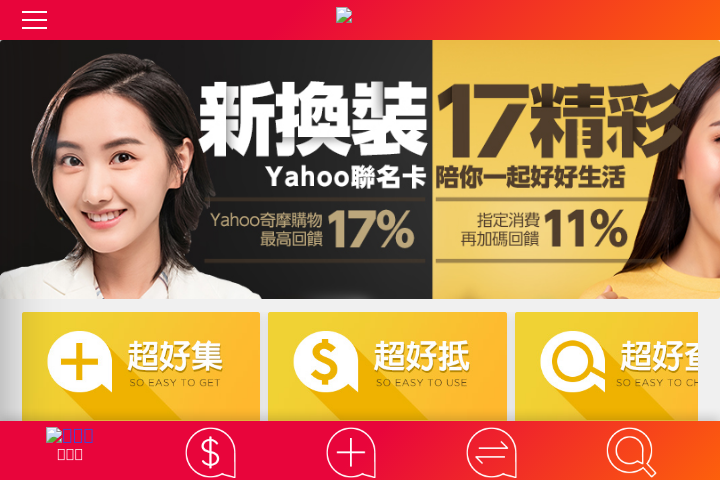 新換裝
17精彩
Yahoo聯名卡
陪你一起好好生活
Yahoo奇摩購物
最高回饋
17%
指定消費
再加碼回饋
11%
超好集
SO EASY TO GET
超好抵
SO EASY TO USE
超好查
SO EASY TO CH